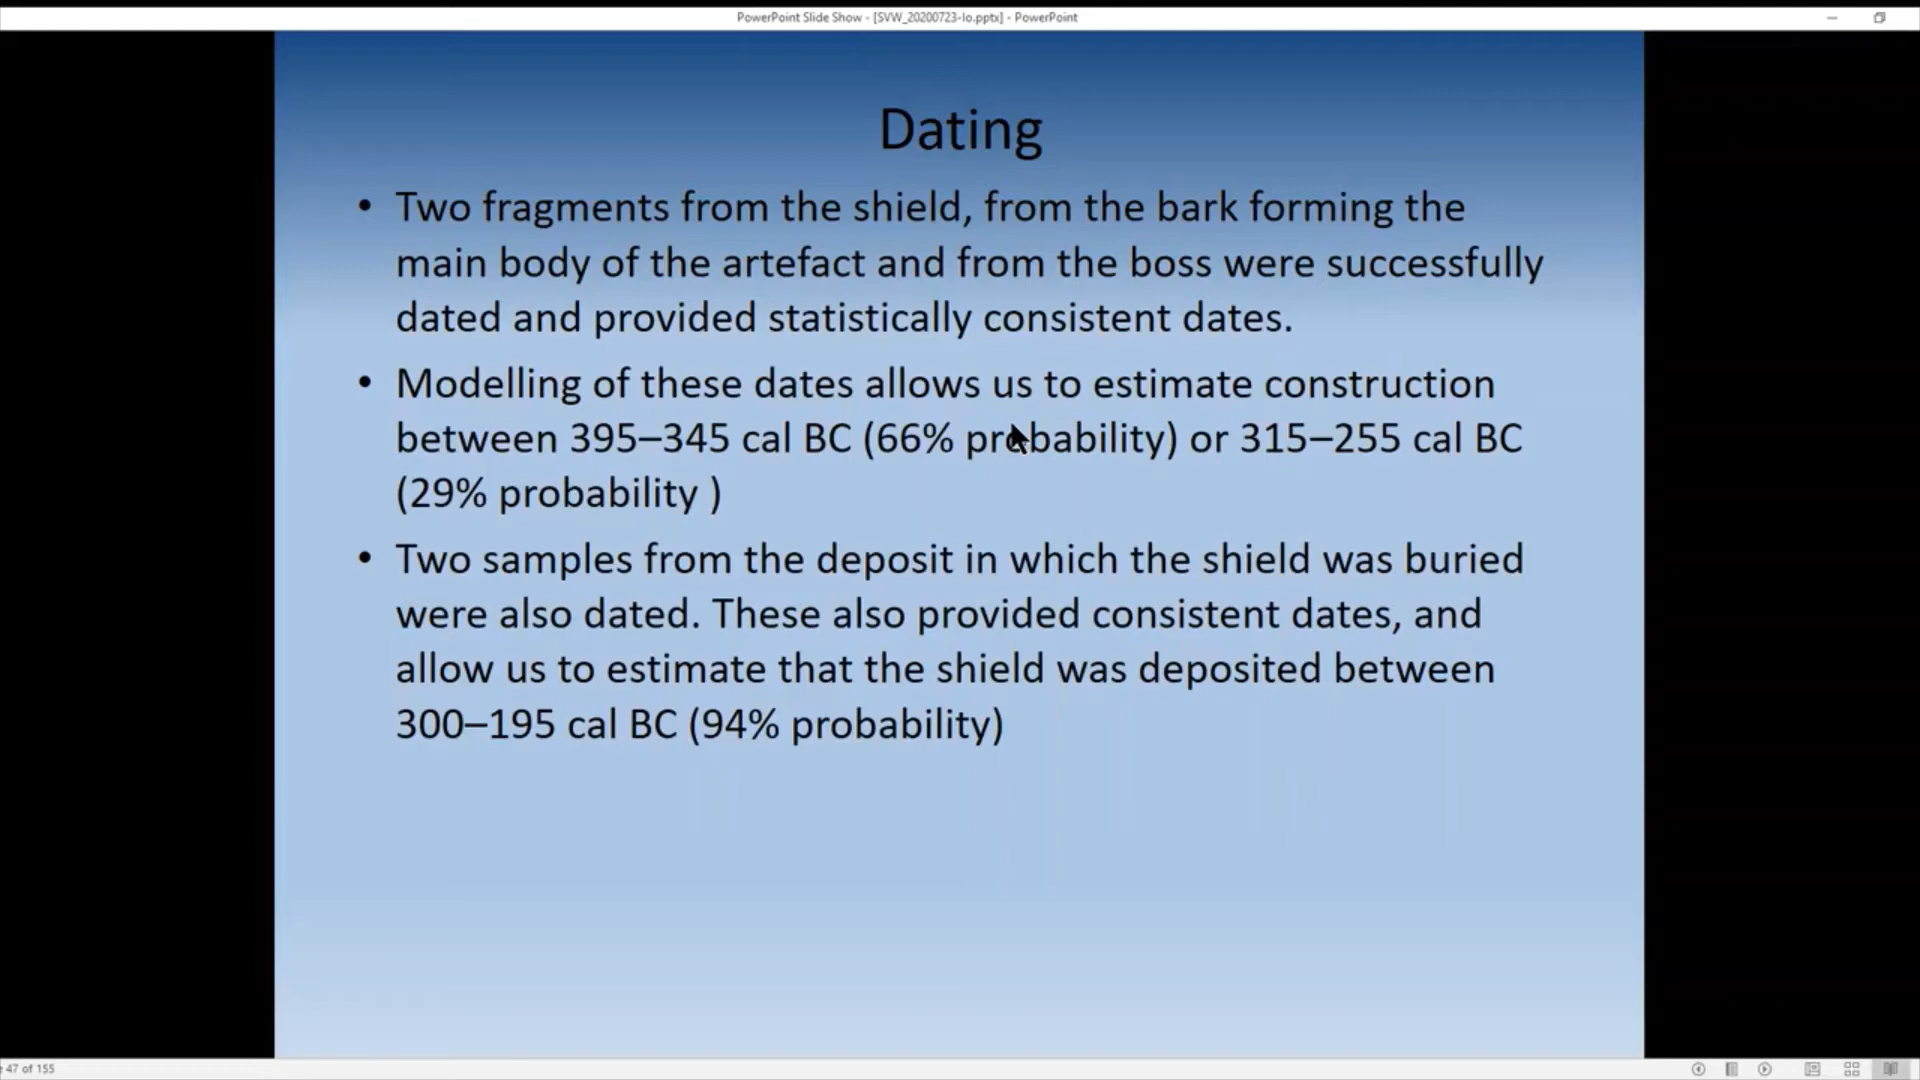 PowerPoint Slide Show - [SVW_20200723-lo.pptx] - PowerPoint
Dating
• Two fragments from the shield, from the bark forming the
main body of the artefact and from the boss were successfully
dated and provided statistically consistent dates.
• Modelling of these dates allows us to estimate construction
between 395–345 cal BC (66% probability) or 315–255 cal BC
(29% probability )
• Two samples from the deposit in which the shield was buried
were also dated. These also provided consistent dates, and
allow us to estimate that the shield was deposited between
300–195 cal BC (94% probability)
47 of 155